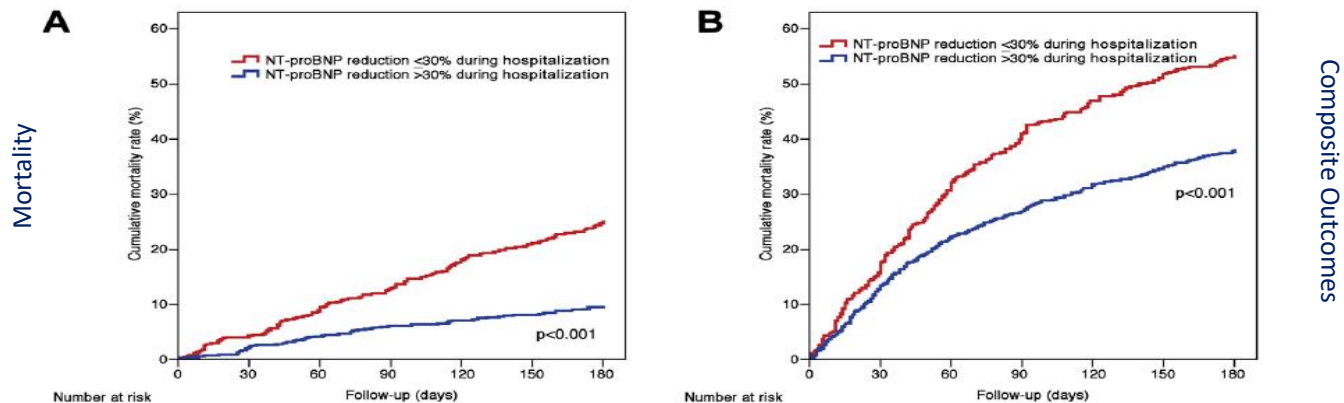 A
Mortality
Cumulative mortality rate (%)
60
50
40
30
20
10
0
NT-proBNP reduction ≤30% during hospitalization
NT-proBNP reduction >30% during hospitalization
p<0.001
0 30 60 90 120 150 180
Number at risk
Follow-up (days)
B
Composite Outcomes
Cumulative mortality rate (%)
60
50
40
30
20
10
0
NT-proBNP reduction ≤30% during hospitalization
NT-proBNP reduction >30% during hospitalization
p<0.001
0 30 60 90 120 150 180
Number at risk
Follow-up (days)